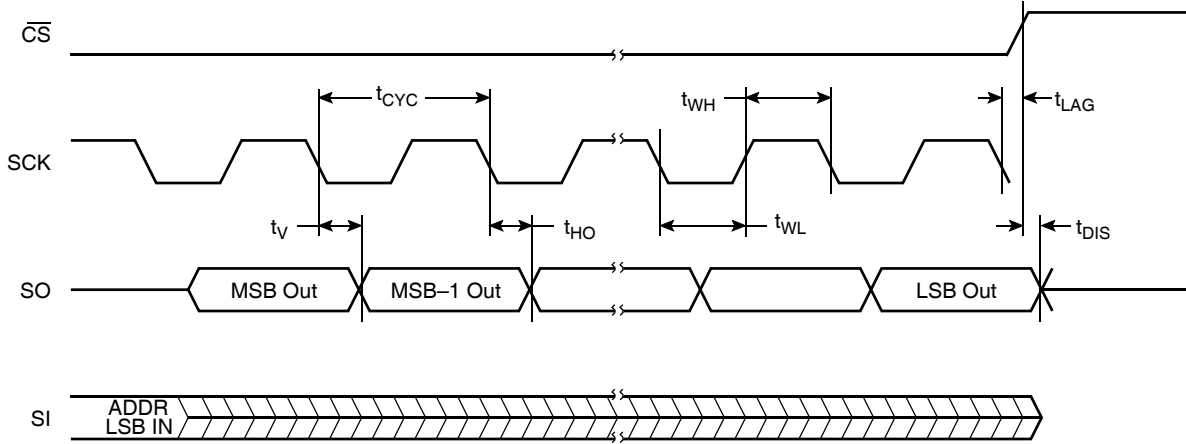 CS
tCYC
tWH
tLAG
SCK
tV
tHO
tWL
tDIS
SO
MSB Out
MSB–1 Out
LSB Out
SI
ADDR
LSB IN